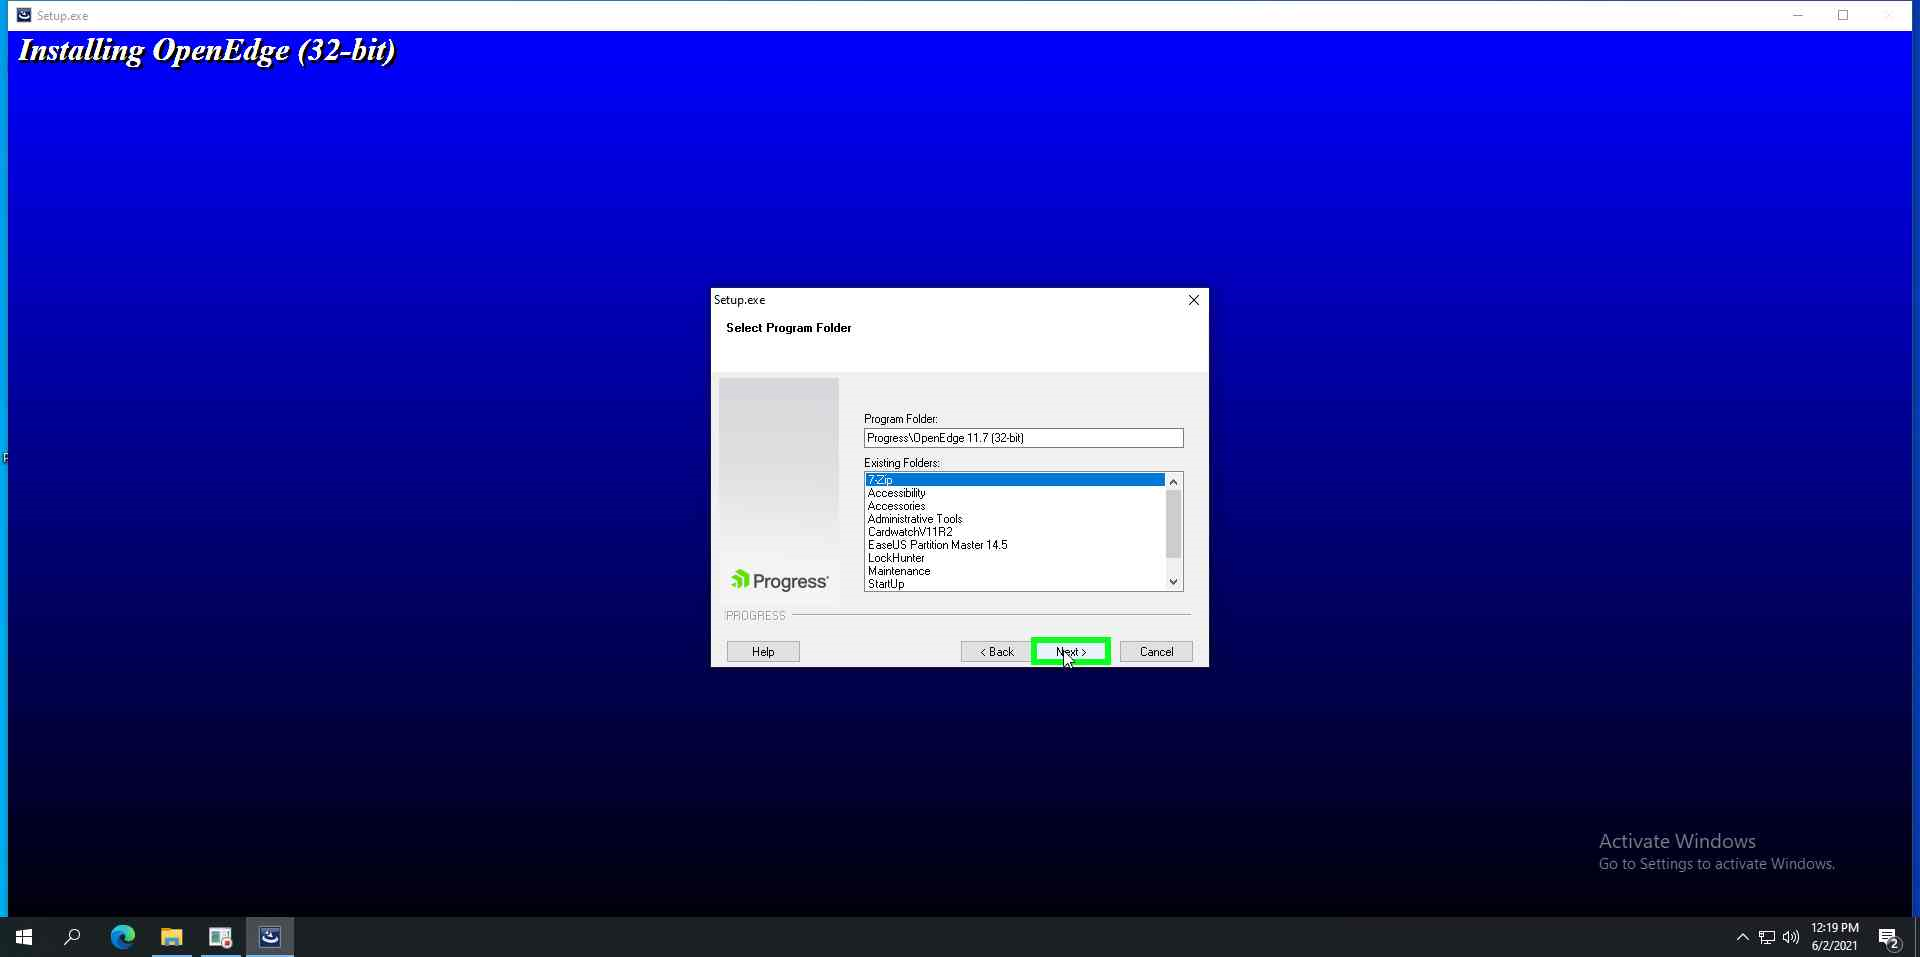 Setup.exe
Installing OpenEdge (32-bit)
Setup.exe
Select Program Folder
Program Folder:
Progress\OpenEdge 11.7 (32-bit)
Existing Folders:
7-Zip
Accessibility
Accessories
Administrative Tools
CardwatchV11R2
EaseUS Partition Master 14.5
LockHunter
Maintenance
StartUp
Progress
PROGRESS
Help
< Back
Next >
Cancel
Activate Windows
Go to Settings to activate Windows.
12:19 PM
6/2/2021
2